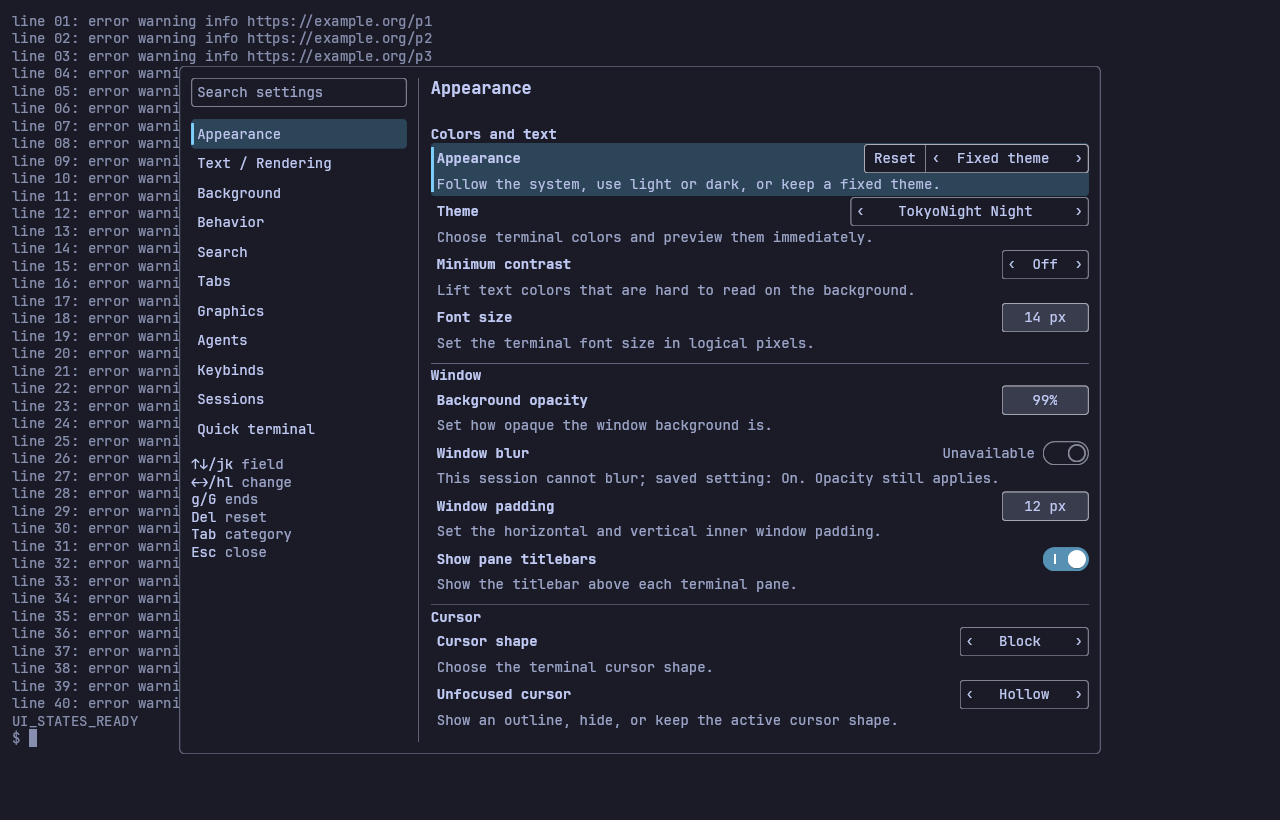 line 01: error warning info https://example.org/p1
line 02: error warning info https://example.org/p2
line 03: error warning info https://example.org/p3
line 04: error warni
line 05: error warni
line 06: error warni
line 07: error warni
line 08: error warni
line 09: error warni
line 10: error warni
line 11: error warni
line 12: error warni
line 13: error warni
line 14: error warni
line 15: error warni
line 16: error warni
line 17: error warni
line 18: error warni
line 19: error warni
line 20: error warni
line 21: error warni
line 22: error warni
line 23: error warni
line 24: error warni
line 25: error warni
line 26: error warni
line 27: error warni
line 28: error warni
line 29: error warni
line 30: error warni
line 31: error warni
line 32: error warni
line 33: error warni
line 34: error warni
line 35: error warni
line 36: error warni
line 37: error warni
line 38: error warni
line 39: error warni
line 40: error warni
UI_STATES_READY
$
Search settings
Appearance
Text / Rendering
Background
Behavior
Search
Tabs
Graphics
Agents
Keybinds
Sessions
Quick terminal
↑↓/jk field
↔/hl change
g/G ends
Del reset
Tab category
Esc close
Appearance
Colors and text
Appearance Reset ‹ Fixed theme ›
Follow the system, use light or dark, or keep a fixed theme.
Theme ‹ TokyoNight Night ›
Choose terminal colors and preview them immediately.
Minimum contrast ‹ Off ›
Lift text colors that are hard to read on the background.
Font size 14 px
Set the terminal font size in logical pixels.
Window
Background opacity 99%
Set how opaque the window background is.
Window blur Unavailable
This session cannot blur; saved setting: On. Opacity still applies.
Window padding 12 px
Set the horizontal and vertical inner window padding.
Show pane titlebars
Show the titlebar above each terminal pane.
Cursor
Cursor shape ‹ Block ›
Choose the terminal cursor shape.
Unfocused cursor ‹ Hollow ›
Show an outline, hide, or keep the active cursor shape.